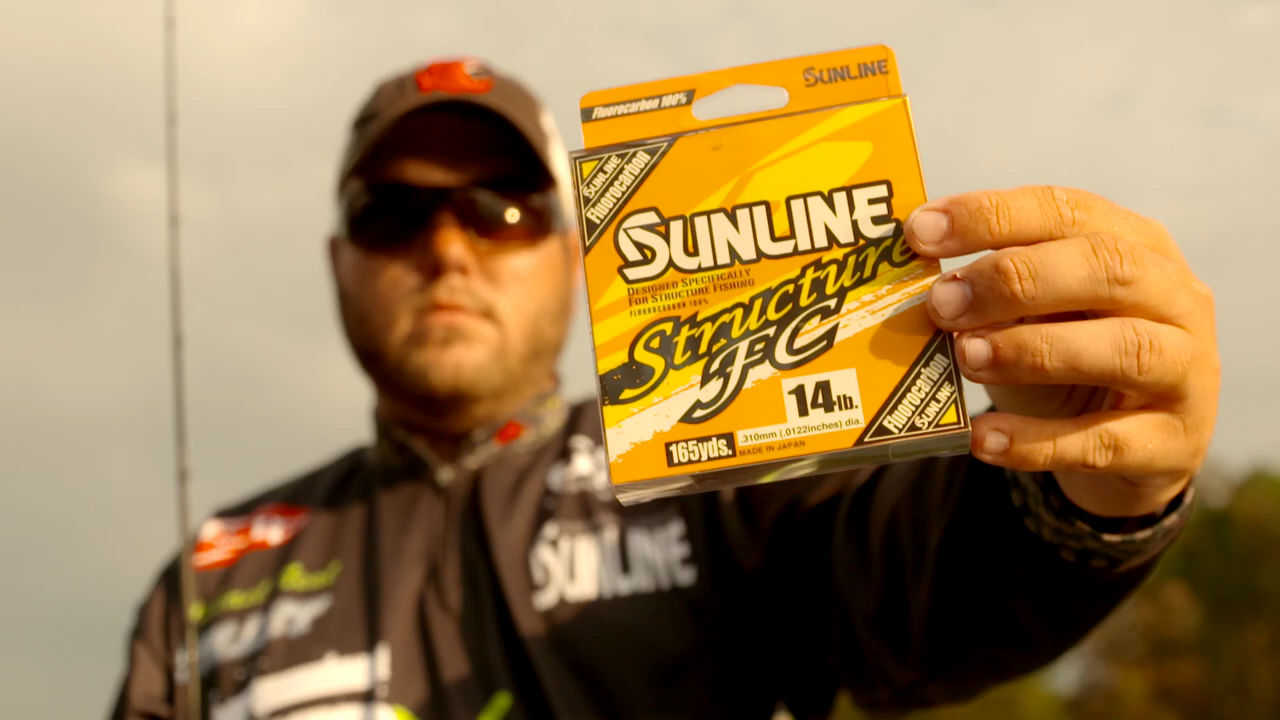 SUNLINE
Fluorocarbon 100%
SUNLINE
Fluorocarbon
SUNLINE
DESIGNED SPECIFICALLY
FOR STRUCTURE FISHING
FLUOROCARBON 100%
Structure
FC
14lb.
.310mm (.0122inches) dia.
165yds.
MADE IN JAPAN
Fluorocarbon
SUNLINE
SUNLINE